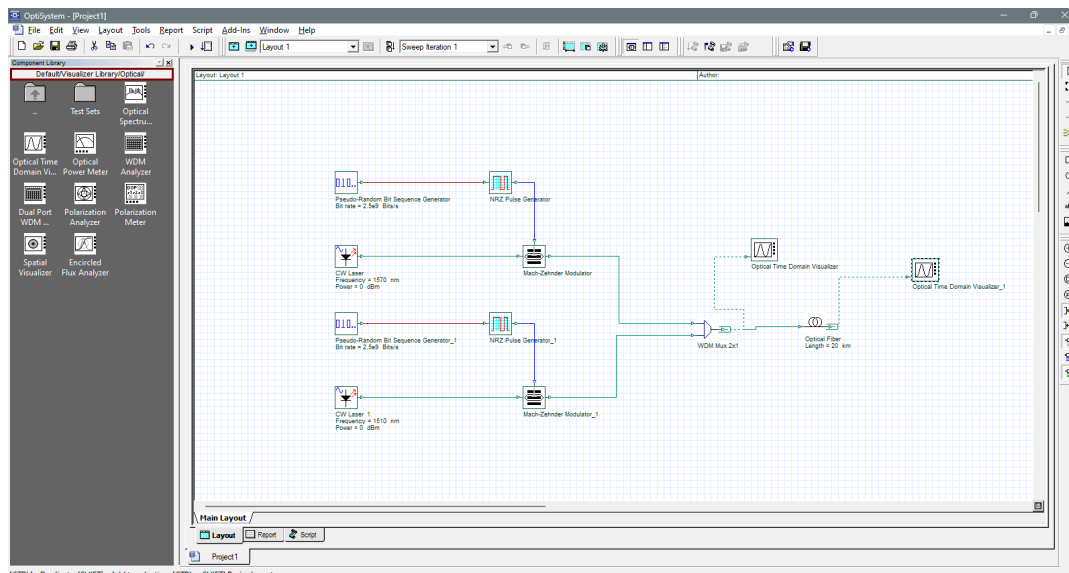 OptiSystem - [Project1]
File Edit View Layout Tools Report Script Add-Ins Window Help
Layout 1
Sweep Iteration 1
Component Library
Default/Visualizer Library/Optical/
..
Test Sets
Optical Spectru...
Optical Time Domain Vi...
Optical Power Meter
WDM Analyzer
Dual Port WDM ...
Polarization Analyzer
Polarization Meter
Spatial Visualizer
Encircled Flux Analyzer
Layout: Layout 1
Author:
Pseudo-Random Bit Sequence Generator
Bit rate = 2.5e9 Bits/s
NRZ Pulse Generator
CW Laser
Frequency = 1570 nm
Power = 0 dBm
Mach-Zehnder Modulator
Optical Time Domain Visualizer
Optical Time Domain Visualizer_1
Pseudo-Random Bit Sequence Generator_1
Bit rate = 2.5e9 Bits/s
NRZ Pulse Generator_1
WDM Mux 2x1
Optical Fiber
Length = 20 km
CW Laser 1
Frequency = 1510 nm
Power = 0 dBm
Mach-Zehnder Modulator_1
Main Layout
Layout Report Script
Project1